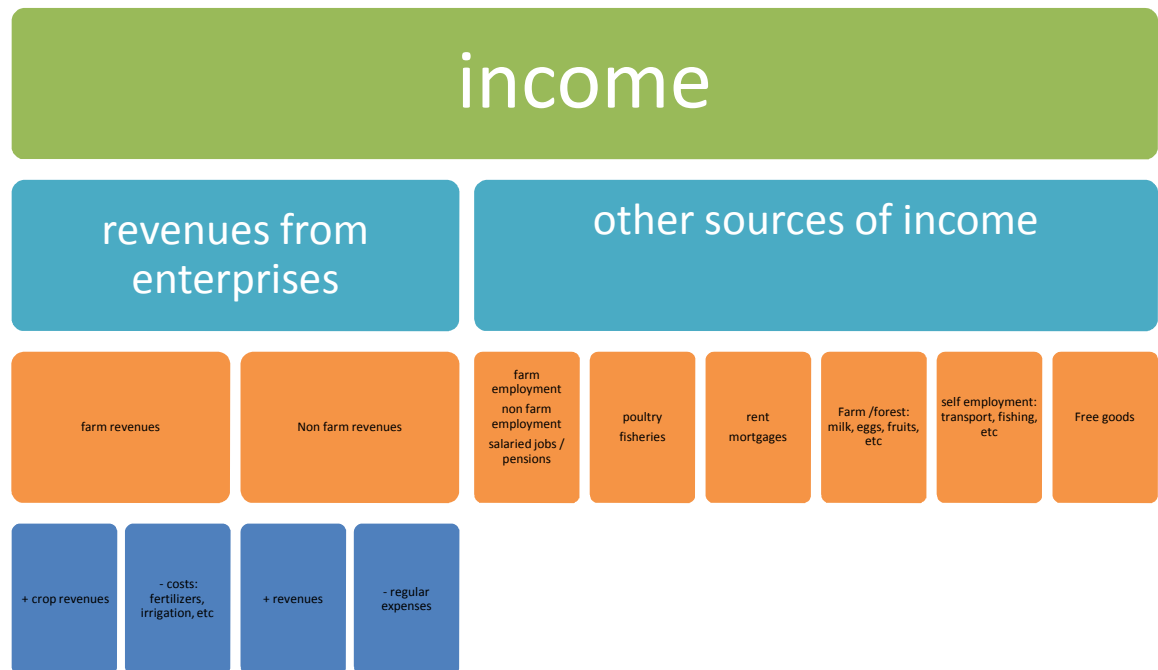 income
revenues from
enterprises
other sources of income
farm revenues
Non farm revenues
farm
employment
non farm
employment
salaried jobs /
pensions
poultry
fisheries
rent
mortgages
Farm /forest:
milk, eggs, fruits,
etc
self employment:
transport, fishing,
etc
Free goods
+ crop revenues
- costs:
fertilizers,
irrigation, etc
+ revenues
- regular
expenses